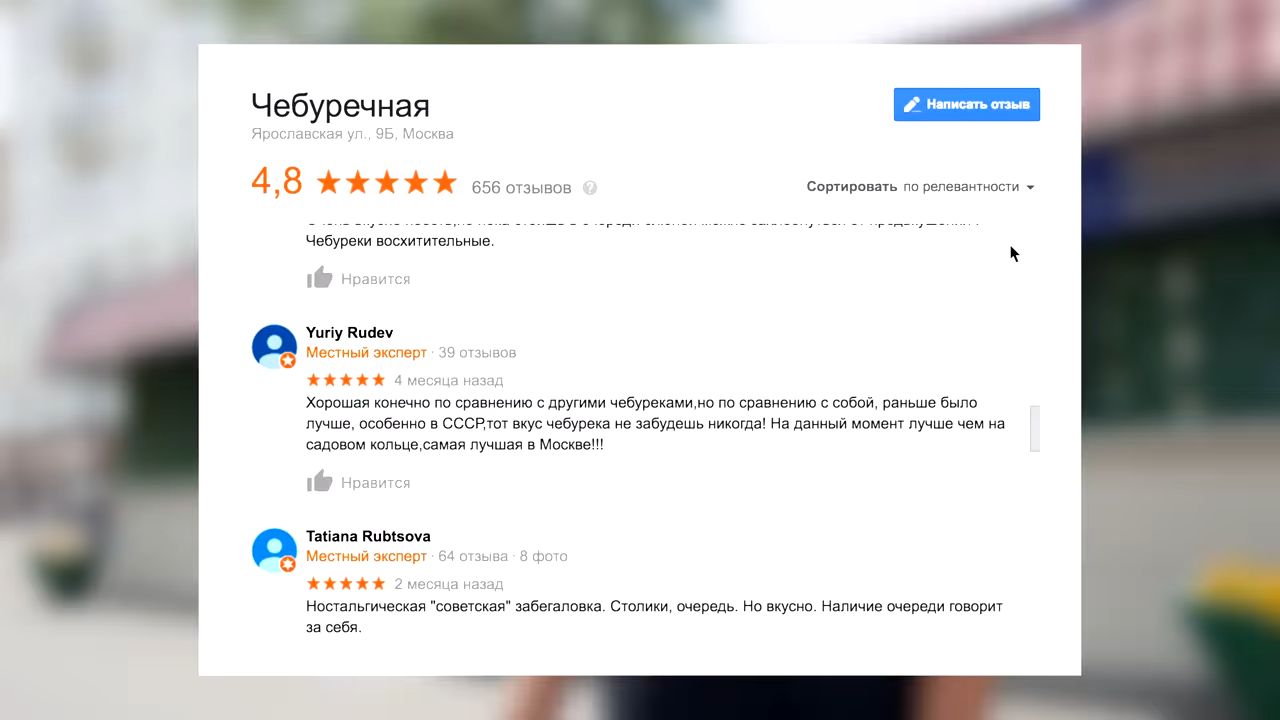 Чебуречная
Написать отзыв
Ярославская ул., 9Б, Москва
4,8
656 отзывов
?
Сортировать по релевантности
Чебуреки восхитительные.
Нравится
Yuriy Rudev
Местный эксперт · 39 отзывов
4 месяца назад
Хорошая конечно по сравнению с другими чебуреками,но по сравнению с собой, раньше было
лучше, особенно в СССР,тот вкус чебурека не забудешь никогда! На данный момент лучше чем на
садовом кольце,самая лучшая в Москве!!!
Нравится
Tatiana Rubtsova
Местный эксперт · 64 отзыва · 8 фото
2 месяца назад
Ностальгическая "советская" забегаловка. Столики, очередь. Но вкусно. Наличие очереди говорит
за себя.